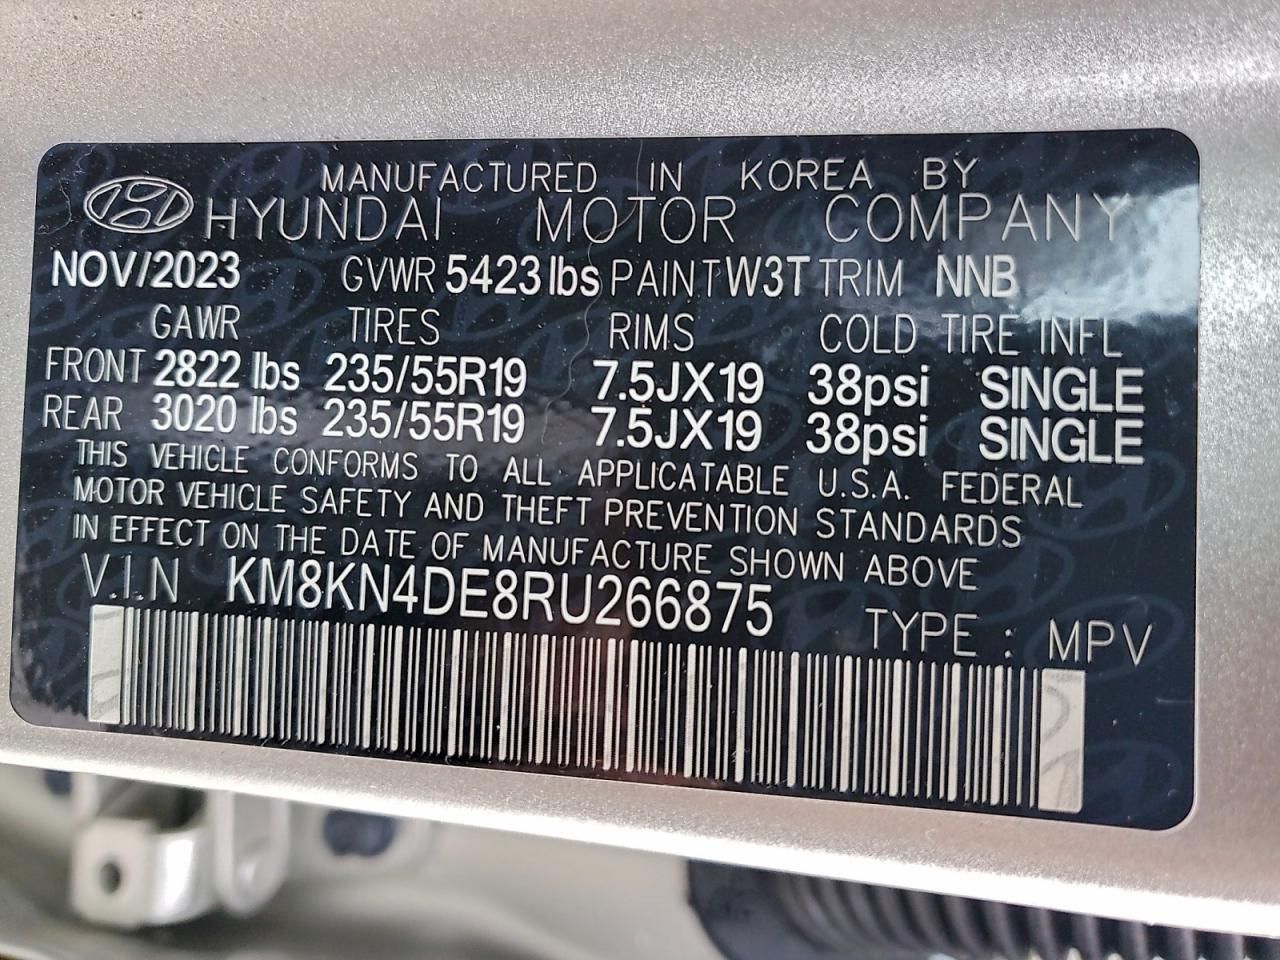 MANUFACTURED IN KOREA BY
HYUNDAI MOTOR COMPANY
NOV/2023 GVWR 5423 lbs PAINT W3T TRIM NNB
GAWR TIRES RIMS COLD TIRE INFL
FRONT 2822 lbs 235/55R19 7.5JX19 38psi SINGLE
REAR 3020 lbs 235/55R19 7.5JX19 38psi SINGLE
THIS VEHICLE CONFORMS TO ALL APPLICATABLE U.S.A. FEDERAL
MOTOR VEHICLE SAFETY AND THEFT PREVENTION STANDARDS
IN EFFECT ON THE DATE OF MANUFACTURE SHOWN ABOVE
V.I.N KM8KN4DE8RU266875 TYPE : MPV